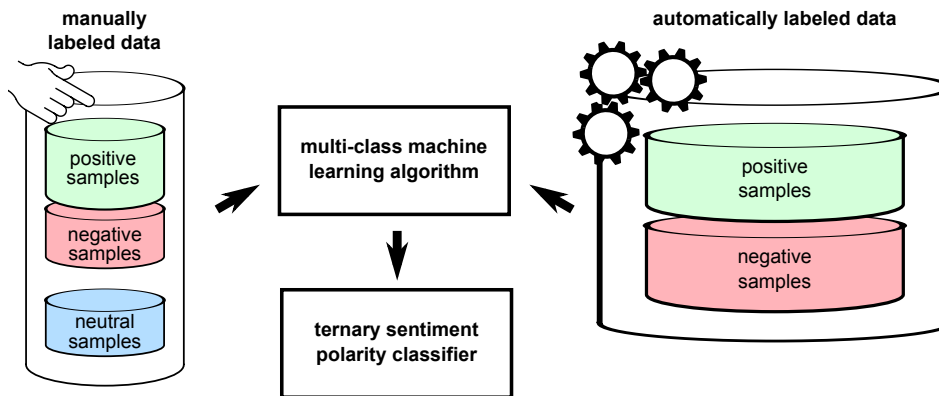 manually
labeled data
positive
samples
negative
samples
neutral
samples
multi-class machine
learning algorithm
ternary sentiment
polarity classifier
automatically labeled data
positive
samples
negative
samples